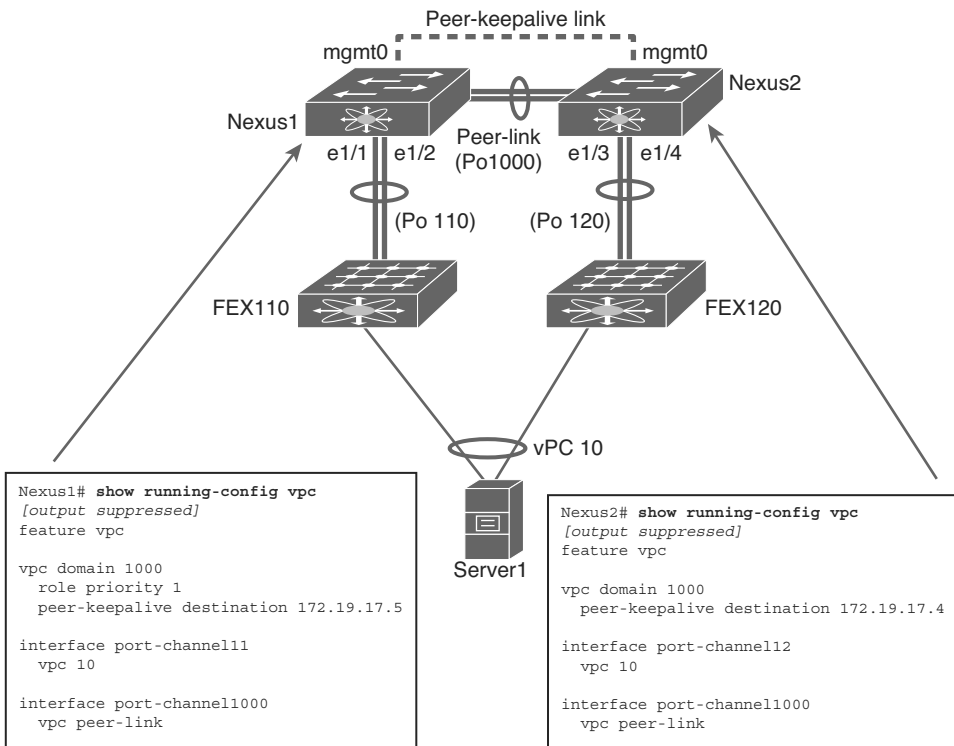 Peer-keepalive link
mgmt0
mgmt0
Nexus2
Nexus1
Peer-link
(Po1000)
e1/1
e1/2
e1/3
e1/4
(Po 110)
(Po 120)
FEX110
FEX120
vPC 10
Server1
Nexus1# show running-config vpc
[output suppressed]
feature vpc
vpc domain 1000
role priority 1
peer-keepalive destination 172.19.17.5
interface port-channel11
vpc 10
interface port-channel1000
vpc peer-link
Nexus2# show running-config vpc
[output suppressed]
feature vpc
vpc domain 1000
peer-keepalive destination 172.19.17.4
interface port-channel12
vpc 10
interface port-channel1000
vpc peer-link